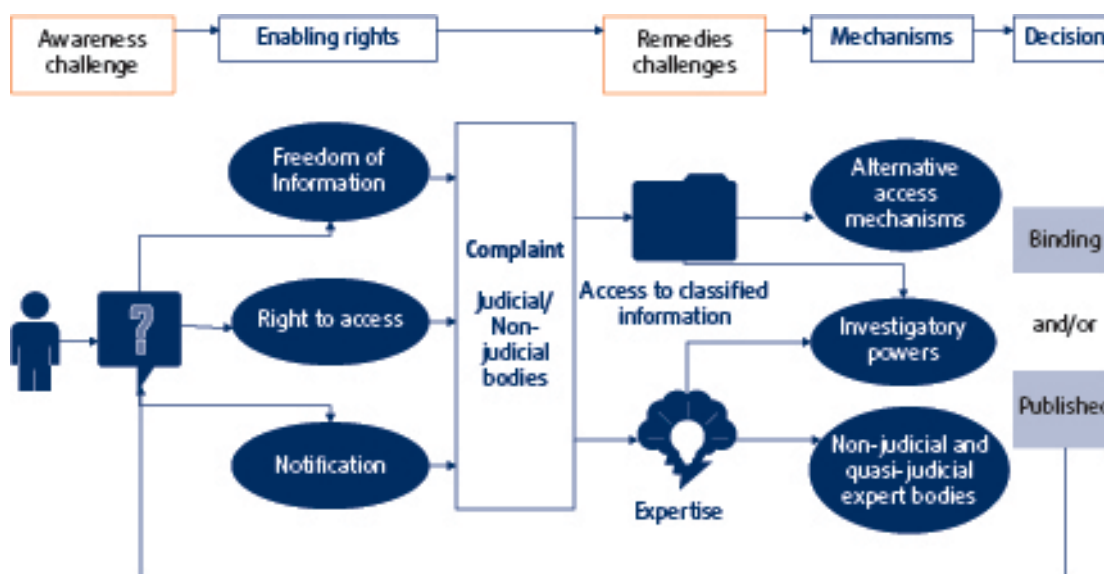 Awareness
challenge
Enabling rights
Remedies
challenges
Mechanisms
Decision
Freedom of
Information
Right to access
Notification
Complaint
Judicial/
Non-
judicial
bodies
Access to classified
information
Expertise
Alternative
access
mechanisms
Investigatory
powers
Non-judicial and
quasi-judicial
expert bodies
Binding
and/or
Published
?